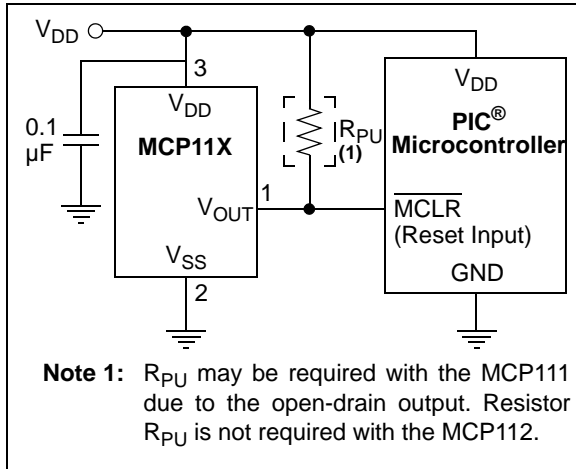 VDD
3
VDD
0.1
µF
MCP11X
RPU
(1)
VDD
PIC®
Microcontroller
1
VOUT
MCLR
(Reset Input)
VSS
2
GND
Note 1: RPU may be required with the MCP111
due to the open-drain output. Resistor
RPU is not required with the MCP112.